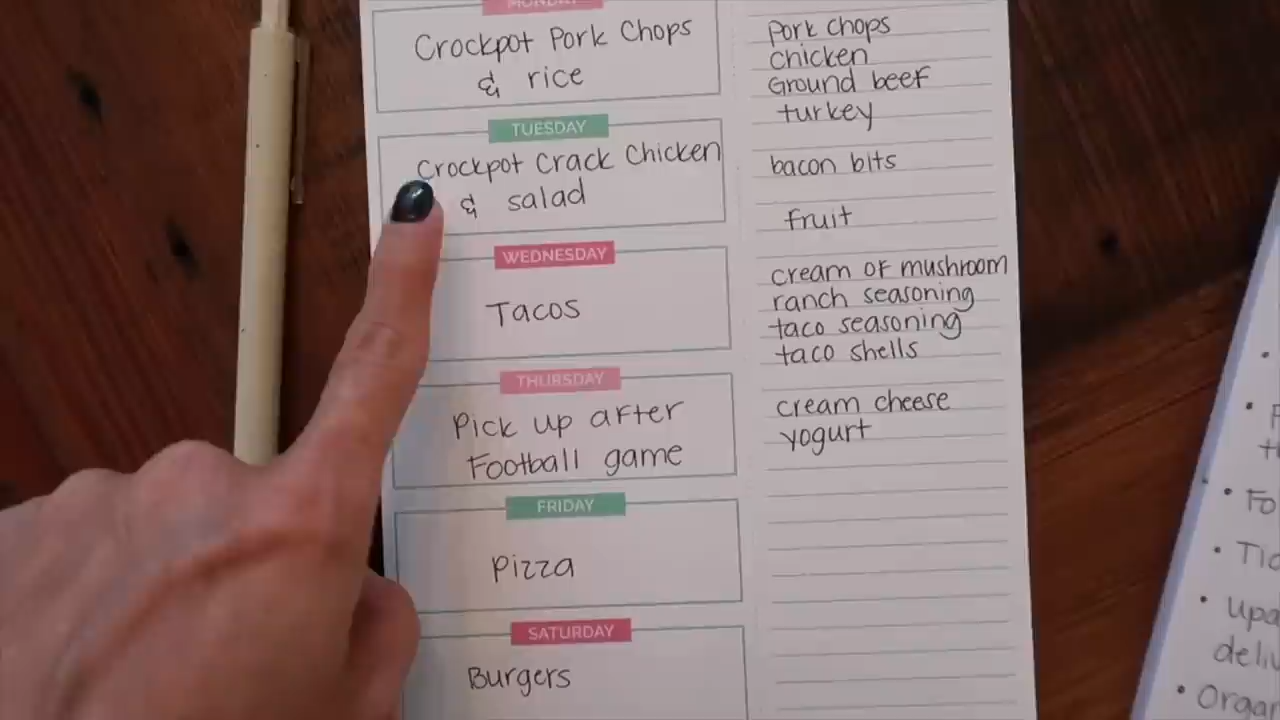 MONDAY
Crockpot Pork Chops
& rice
TUESDAY
Crockpot Crack Chicken
& salad
WEDNESDAY
Tacos
THURSDAY
Pick up after
Football game
FRIDAY
Pizza
SATURDAY
Burgers
Pork chops
chicken
Ground beef
turkey
bacon bits
fruit
cream of mushroom
ranch seasoning
taco seasoning
taco shells
cream cheese
yogurt